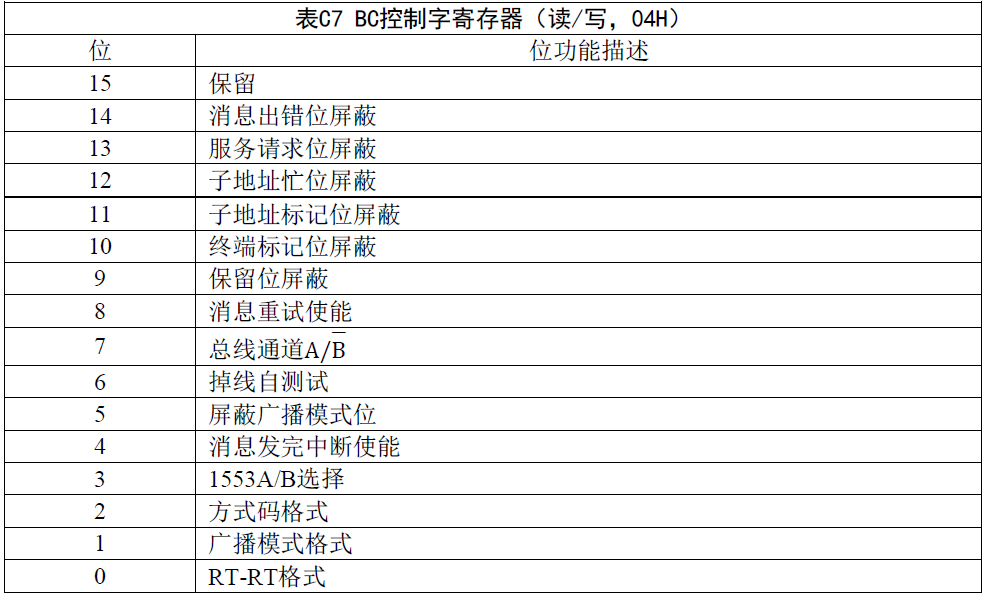 表C7 BC控制字寄存器（读/写，04H）
位 位功能描述
15 保留
14 消息出错位屏蔽
13 服务请求位屏蔽
12 子地址忙位屏蔽
11 子地址标记位屏蔽
10 终端标记位屏蔽
9 保留位屏蔽
8 消息重试使能
7 总线通道A/B̅
6 掉线自测试
5 屏蔽广播模式位
4 消息发完中断使能
3 1553A/B选择
2 方式码格式
1 广播模式格式
0 RT-RT格式